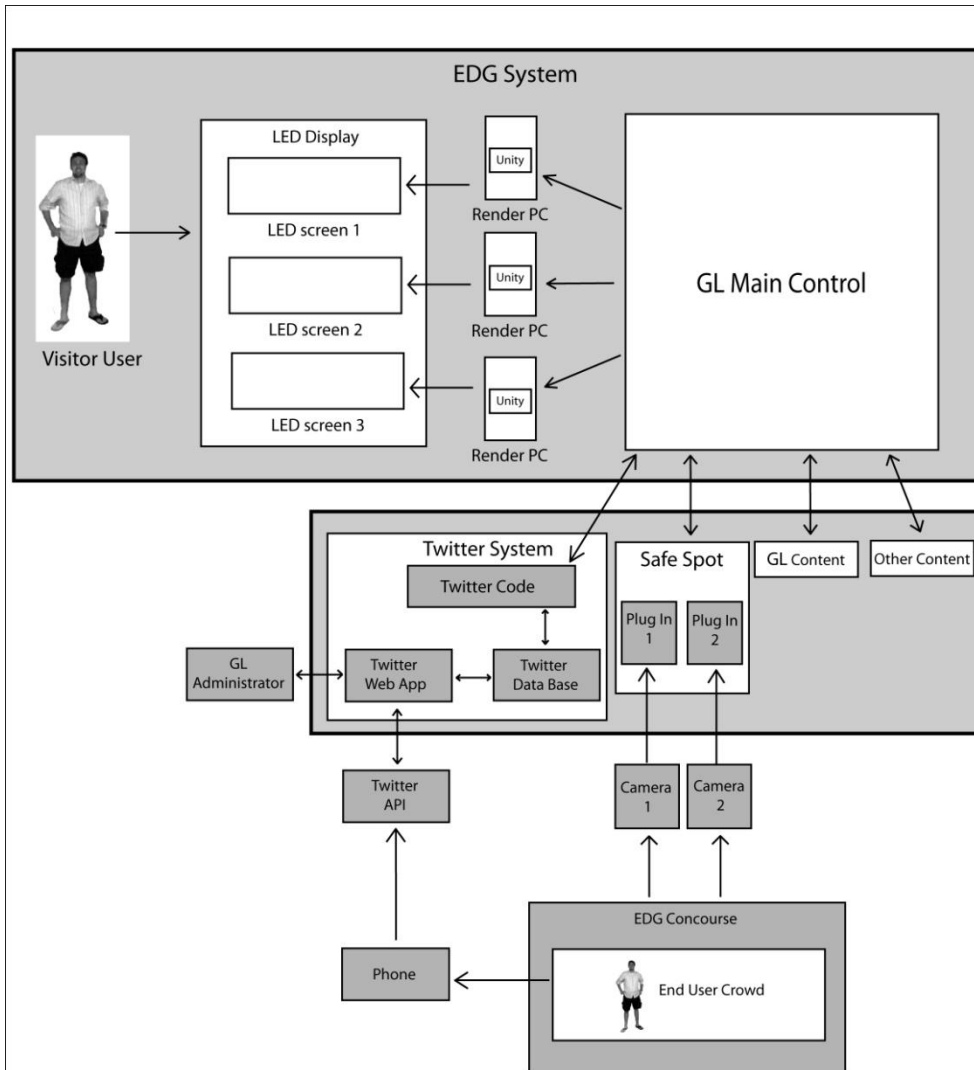 EDG System
LED Display
LED screen 1
LED screen 2
LED screen 3
Visitor User
Unity
Render PC
Unity
Render PC
Unity
Render PC
GL Main Control
Twitter System
Twitter Code
Twitter
Web App
Twitter
Data Base
GL
Administrator
Safe Spot
Plug In
1
Plug In
2
GL Content
Other Content
Twitter
API
Camera
1
Camera
2
Phone
EDG Concourse
End User Crowd